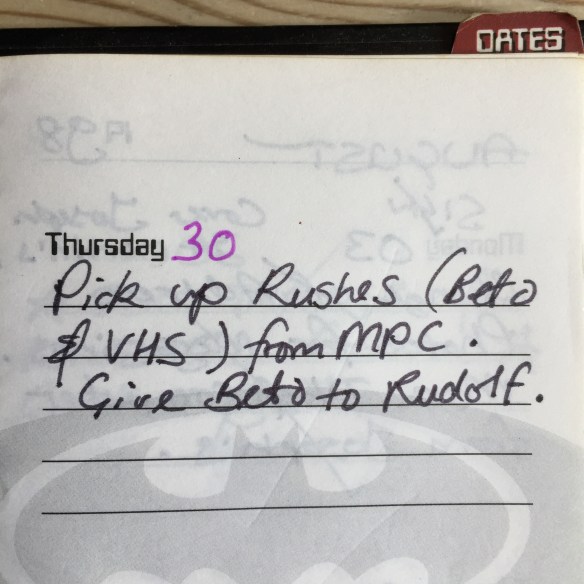 DATES
Thursday 30
Pick up Rushes (Beta
& VHS) from MPC.
Give Beta to Rudolf.